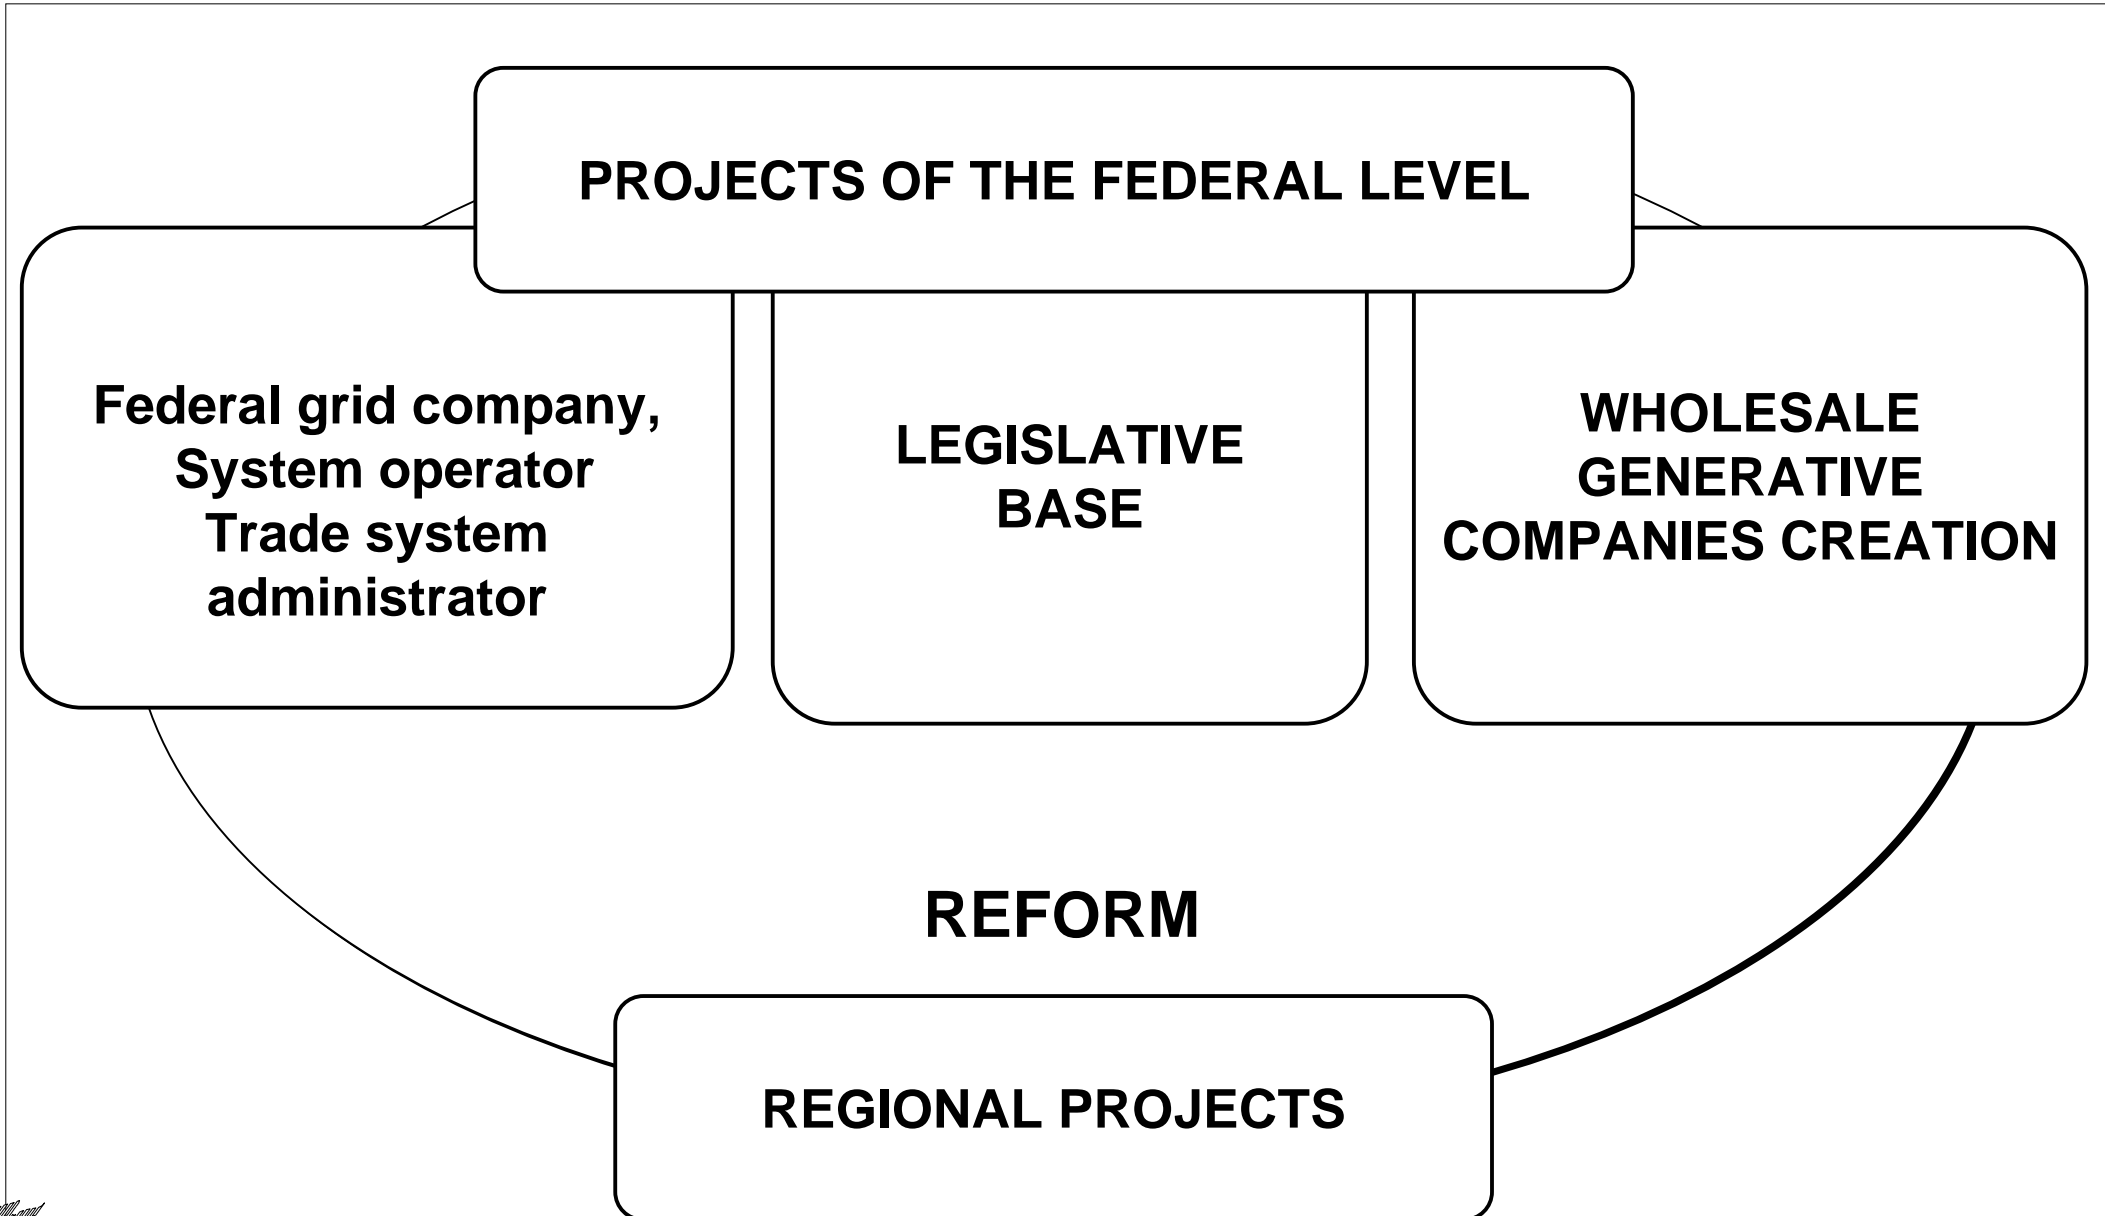 PROJECTS OF THE FEDERAL LEVEL
Federal grid company,
System operator
Trade system
administrator
LEGISLATIVE
BASE
WHOLESALE
GENERATIVE
COMPANIES CREATION
REFORM
REGIONAL PROJECTS